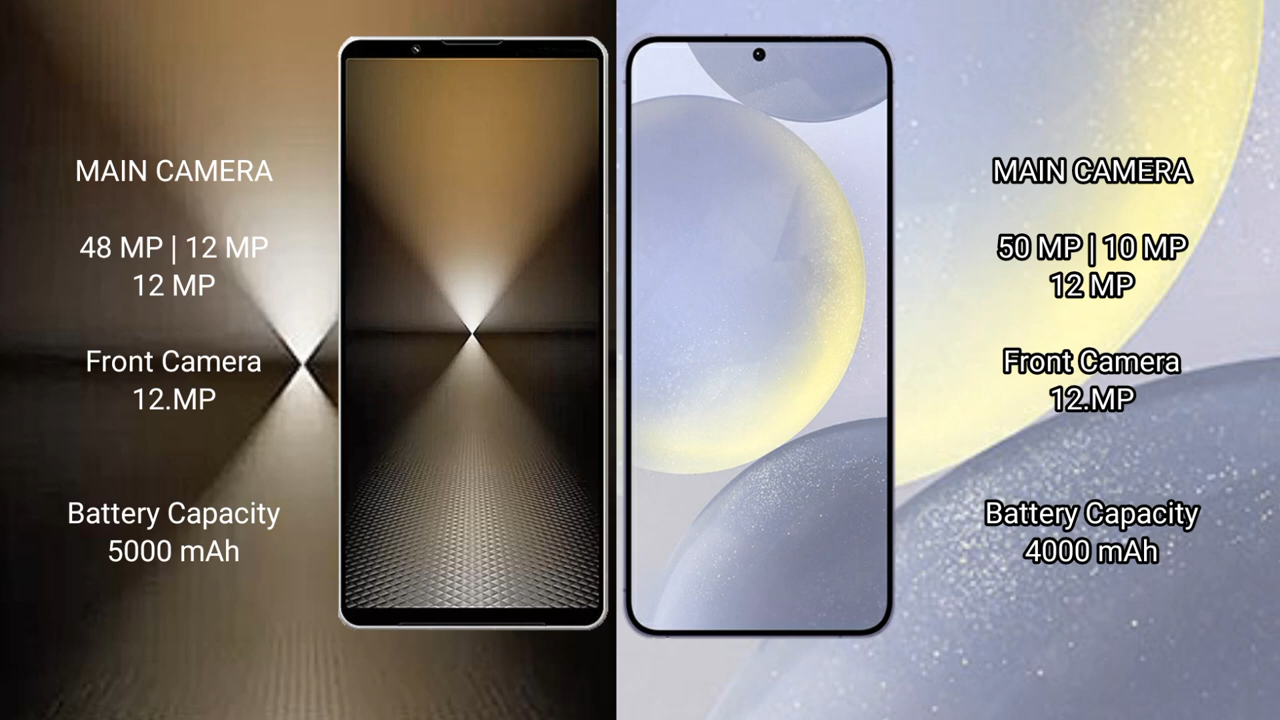 MAIN CAMERA
48 MP | 12 MP
12 MP
Front Camera
12.MP
Battery Capacity
5000 mAh
MAIN CAMERA
50 MP | 10 MP
12 MP
Front Camera
12.MP
Battery Capacity
4000 mAh